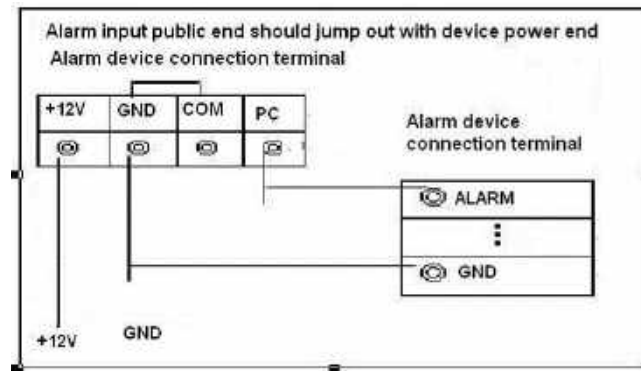 Alarm input public end should jump out with device power end
Alarm device connection terminal
+12V GND COM PC
Alarm device
connection terminal
ALARM
GND
+12V GND